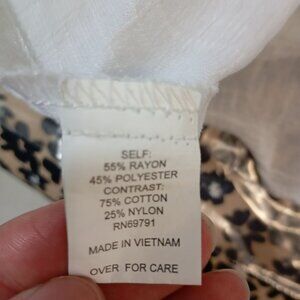 SELF:
55% RAYON
45% POLYESTER
CONTRAST:
75% COTTON
25% NYLON
RN69791
MADE IN VIETNAM
OVER FOR CARE